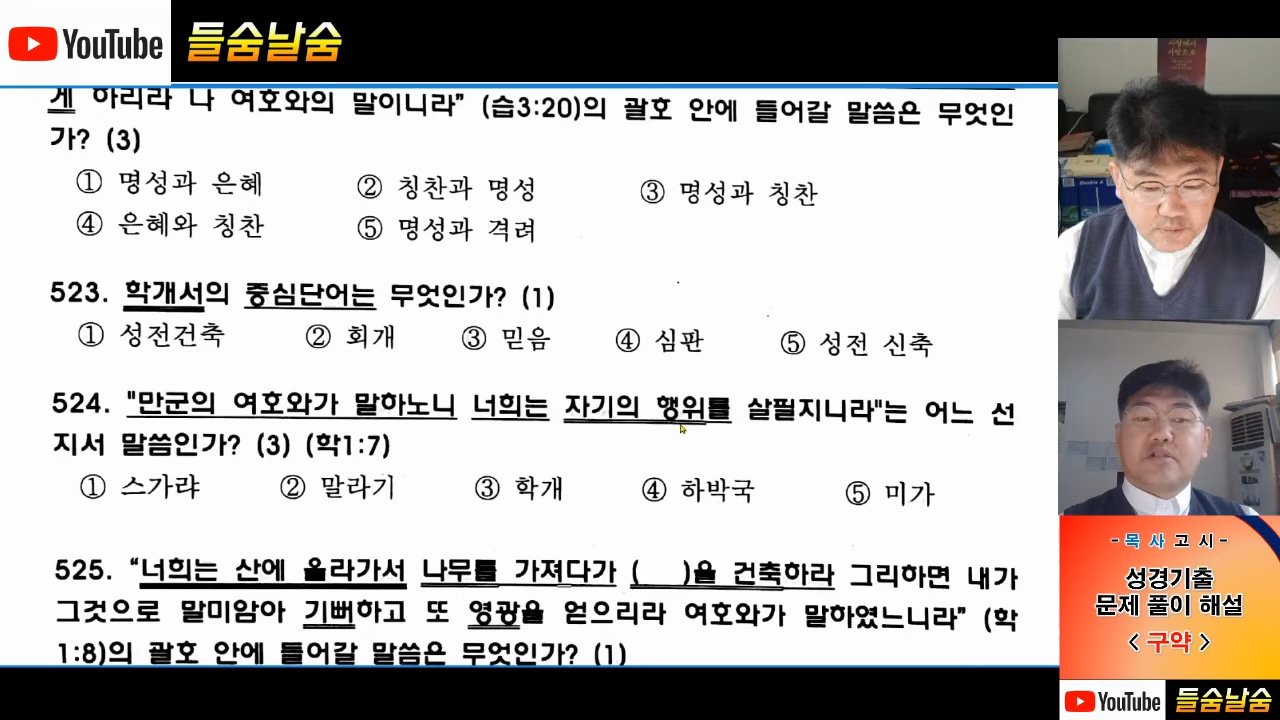 YouTube 들숨날숨
게 하리라 나 여호와의 말이니라” (습3:20)의 괄호 안에 들어갈 말씀은 무엇인
가? (3)
① 명성과 은혜 ② 칭찬과 명성 ③ 명성과 칭찬
④ 은혜와 칭찬 ⑤ 명성과 격려
523. 학개서의 중심단어는 무엇인가? (1)
① 성전건축 ② 회개 ③ 믿음 ④ 심판 ⑤ 성전 신축
524. "만군의 여호와가 말하노니 너희는 자기의 행위를 살필지니라"는 어느 선
지서 말씀인가? (3) (학1:7)
① 스가랴 ② 말라기 ③ 학개 ④ 하박국 ⑤ 미가
525. “너희는 산에 올라가서 나무를 가져다가 ( )을 건축하라 그리하면 내가
그것으로 말미암아 기뻐하고 또 영광을 얻으리라 여호와가 말하였느니라” (학
1:8)의 괄호 안에 들어갈 말씀은 무엇인가? (1)
- 목 사 고 시 -
성경기출
문제 풀이 해설
< 구약 >
YouTube 들숨날숨